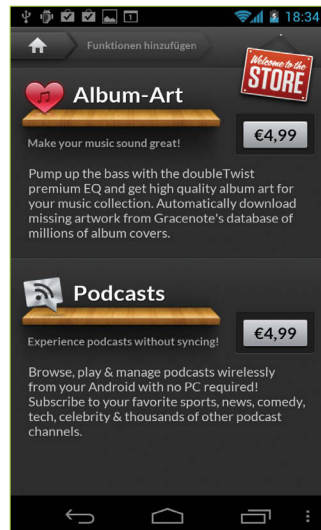 18:34
Funktionen hinzufügen
Welcome to the
STORE
Album-Art
Make your music sound great!
€4,99
Pump up the bass with the doubleTwist
premium EQ and get high quality album art for
your music collection. Automatically download
missing artwork from Gracenote's database of
millions of album covers.
Podcasts
Experience podcasts without syncing!
€4,99
Browse, play & manage podcasts wirelessly
from your Android with no PC required!
Subscribe to your favorite sports, news, comedy,
tech, celebrity & thousands of other podcast
channels.